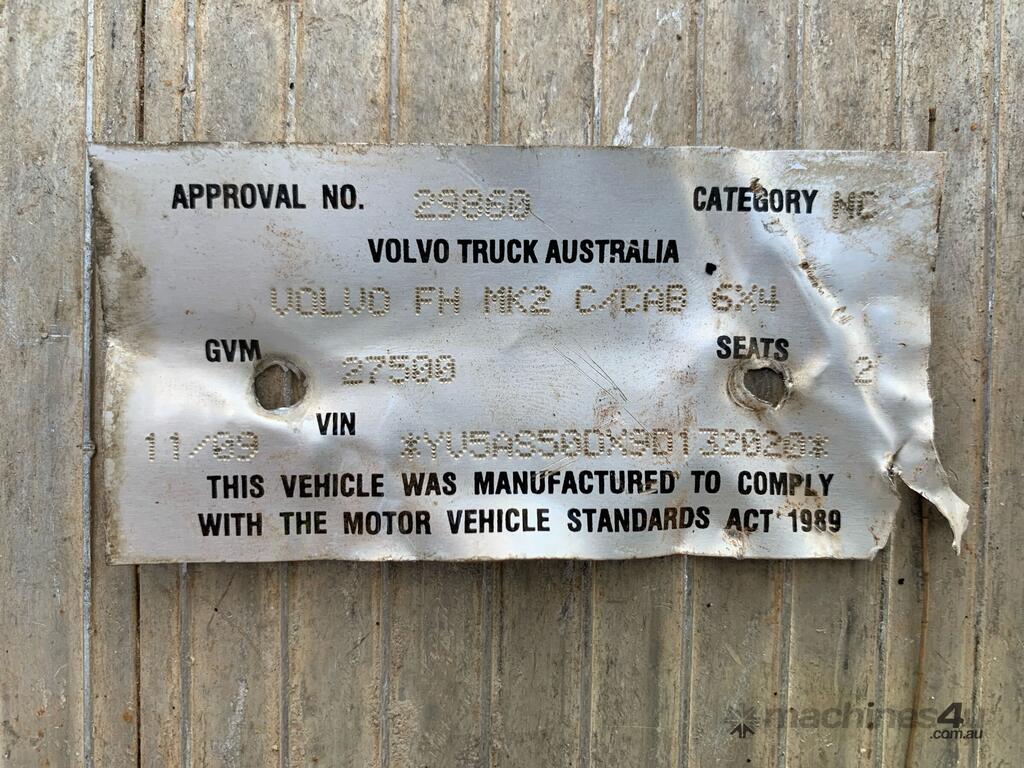 APPROVAL NO. 29860 CATEGORY NC
VOLVO TRUCK AUSTRALIA
VOLVO FH MK2 C/CAB 6X4
GVM 27500 SEATS 2
VIN
11/09 *YV5A850DX9D132020*
THIS VEHICLE WAS MANUFACTURED TO COMPLY
WITH THE MOTOR VEHICLE STANDARDS ACT 1989
machines4u
.com.au